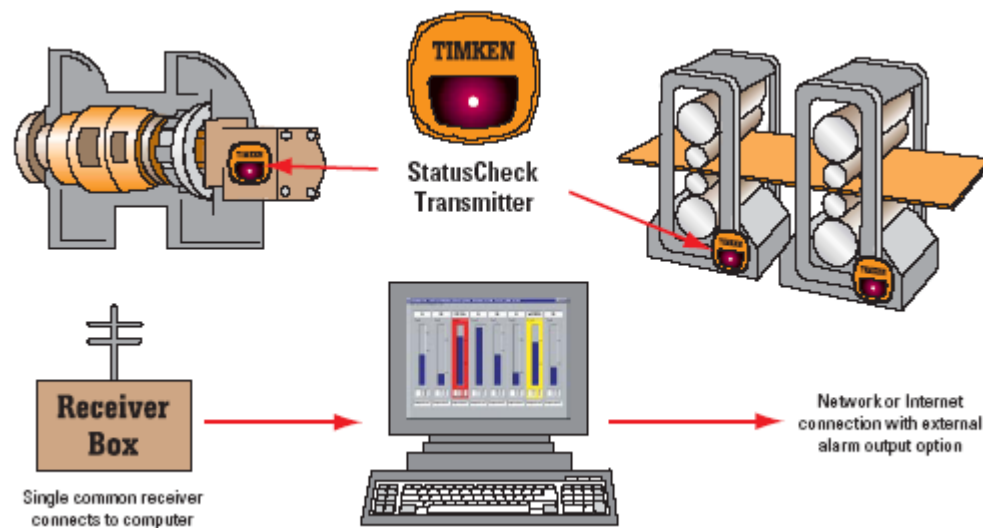 TIMKEN
StatusCheck
Transmitter
TIMKEN
TIMKEN
TIMKEN
Receiver
Box
Single common receiver
connects to computer
Network or Internet
connection with external
alarm output option